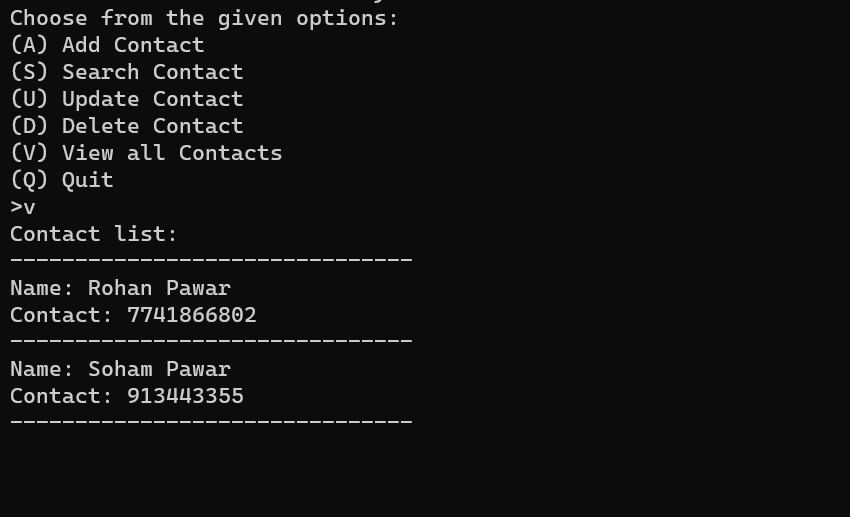 Choose from the given options:
(A) Add Contact
(S) Search Contact
(U) Update Contact
(D) Delete Contact
(V) View all Contacts
(Q) Quit
>v
Contact list:
-------------------------------
Name: Rohan Pawar
Contact: 7741866802
-------------------------------
Name: Soham Pawar
Contact: 913443355
-------------------------------